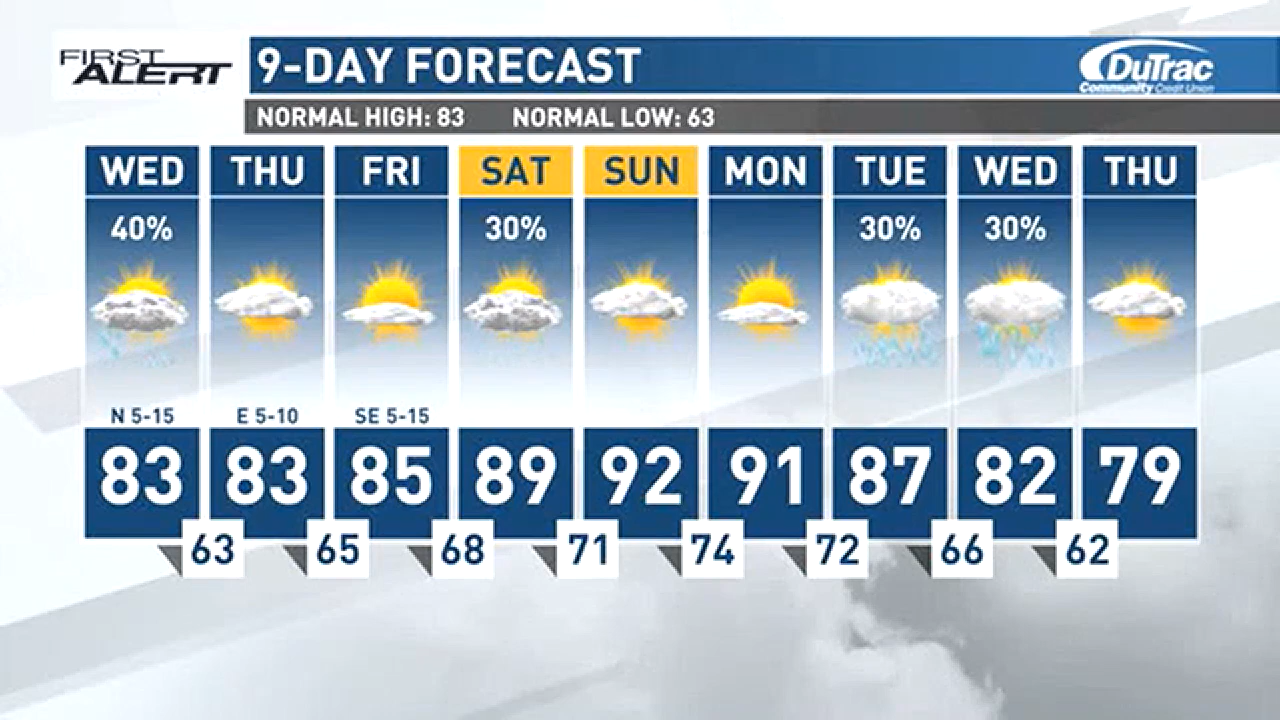 FIRST ALERT
9-DAY FORECAST
DuTrac
Community Credit Union
NORMAL HIGH: 83 NORMAL LOW: 63
WED THU FRI SAT SUN MON TUE WED THU
40% 30% 30% 30%
N 5-15 E 5-10 SE 5-15
83 83 85 89 92 91 87 82 79
63 65 68 71 74 72 66 62